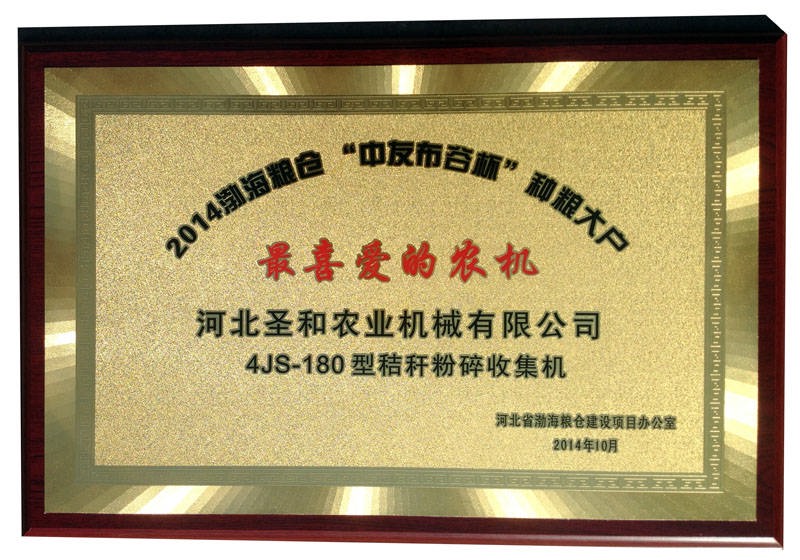 2014渤海粮仓“中友布谷杯”种粮大户
最喜爱的农机
河北圣和农业机械有限公司
4JS-180型秸秆粉碎收集机
河北省渤海粮仓建设项目办公室
2014年10月